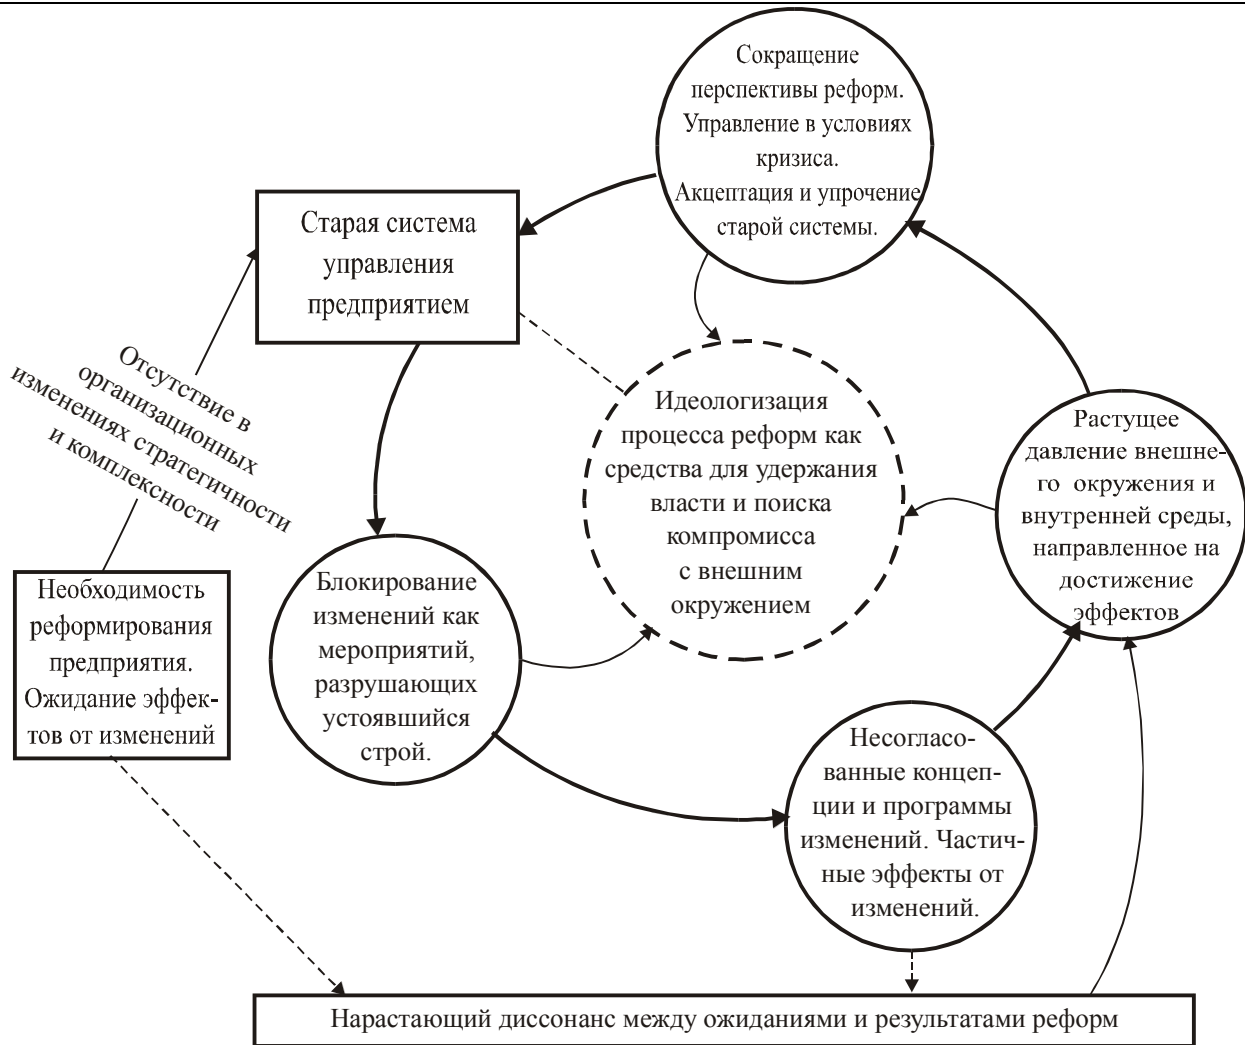 Сокращение
перспективы реформ.
Управление в условиях
кризиса.
Акцептация и упрочение
старой системы.
Старая система
управления
предприятием
Отсутствие в
организационных
изменениях стратегичности
и комплексности
Идеологизация
процесса реформ как
средства для удержания
власти и поиска
компромисса
с внешним
окружением
Растущее
давление внешне-
го окружения и
внутренней среды,
направленное на
достижение
эффектов
Необходимость
реформирования
предприятия.
Ожидание эффек-
тов от изменений
Блокирование
изменений как
мероприятий,
разрушающих
устоявшийся
строй.
Несогласо-
ванные концеп-
ции и программы
изменений. Частич-
ные эффекты от
изменений.
Нарастающий диссонанс между ожиданиями и результатами реформ